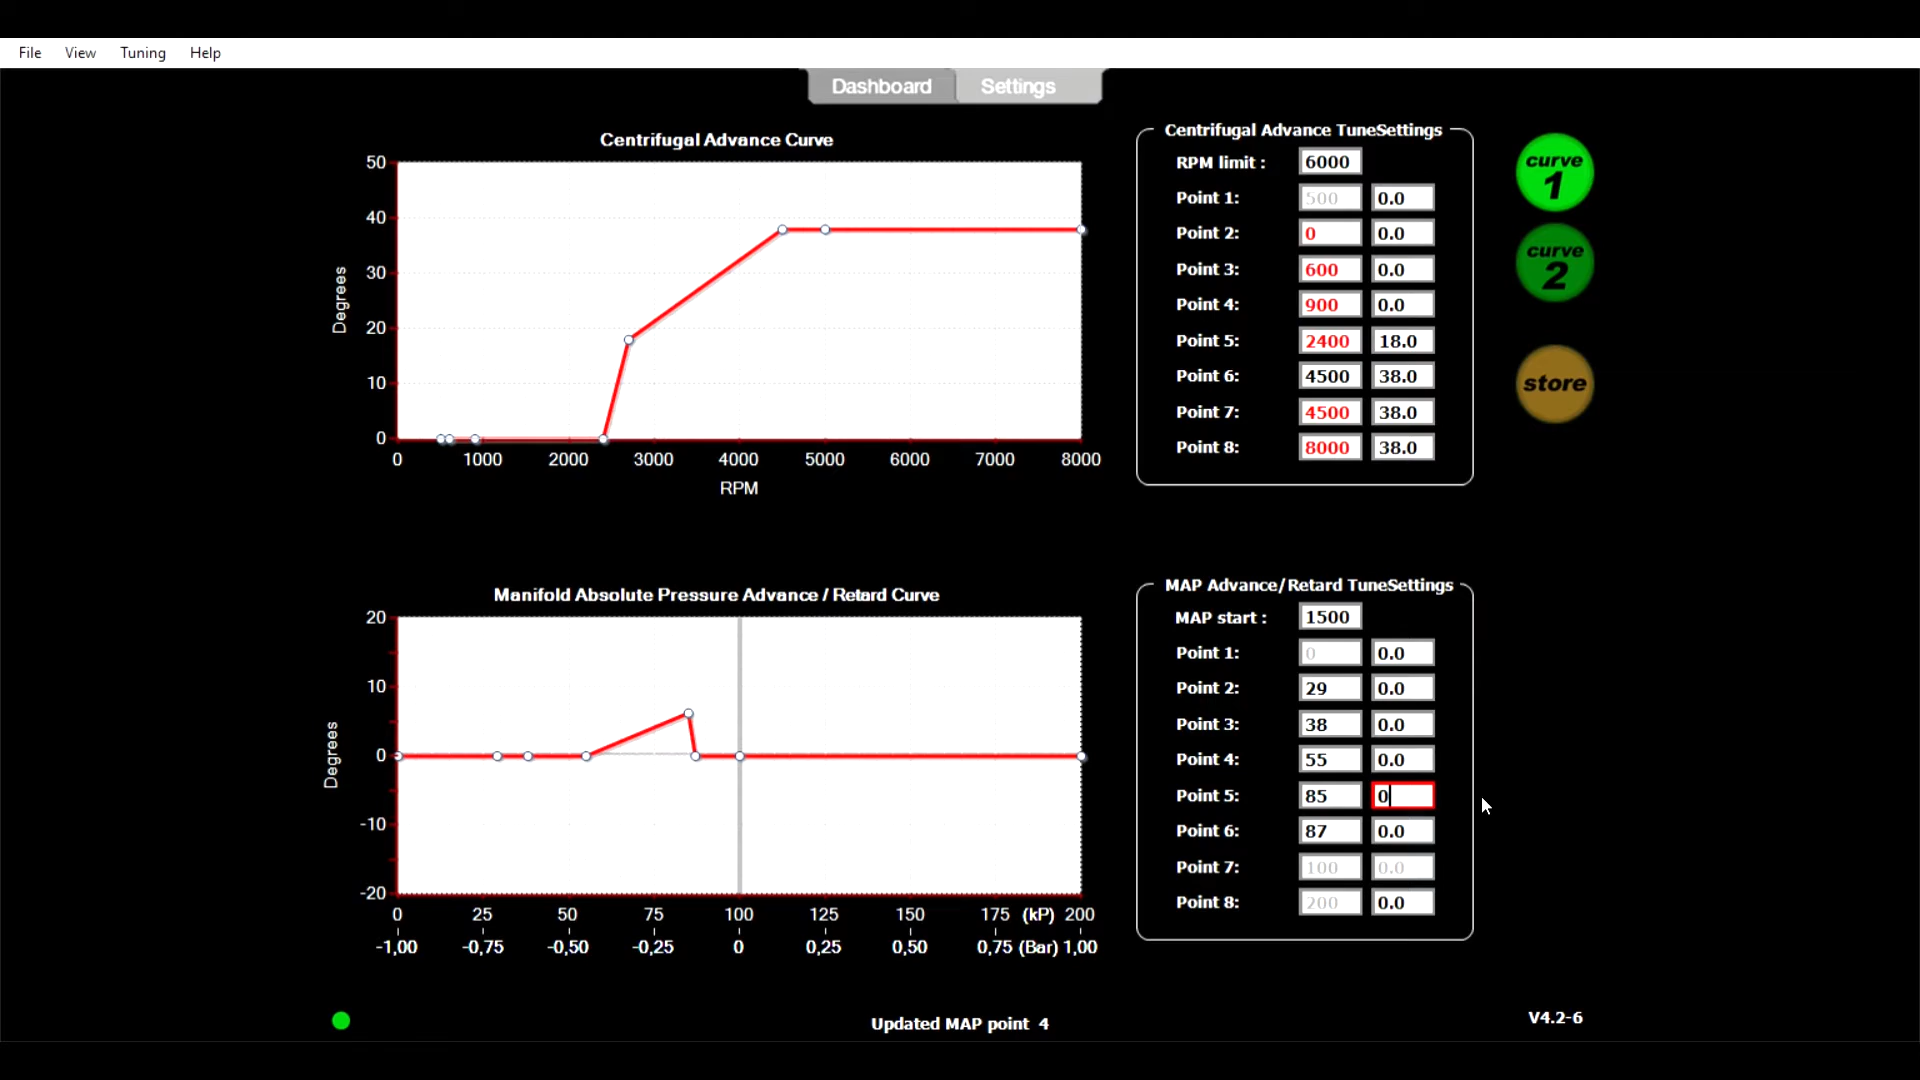 File View Tuning Help
Dashboard Settings
Centrifugal Advance Curve
50
40
30
20
10
0
Degrees
0 1000 2000 3000 4000 5000 6000 7000 8000
RPM
Centrifugal Advance TuneSettings
RPM limit : 6000
Point 1: 500 0.0
Point 2: 0 0.0
Point 3: 600 0.0
Point 4: 900 0.0
Point 5: 2400 18.0
Point 6: 4500 38.0
Point 7: 4500 38.0
Point 8: 8000 38.0
curve
1
curve
2
store
Manifold Absolute Pressure Advance / Retard Curve
20
10
0
-10
-20
Degrees
0 25 50 75 100 125 150 175 (kP) 200
-1,00 -0,75 -0,50 -0,25 0 0,25 0,50 0,75 (Bar) 1,00
MAP Advance/Retard TuneSettings
MAP start : 1500
Point 1: 0 0.0
Point 2: 29 0.0
Point 3: 38 0.0
Point 4: 55 0.0
Point 5: 85 0
Point 6: 87 0.0
Point 7: 100 0.0
Point 8: 200 0.0
Updated MAP point 4
V4.2-6